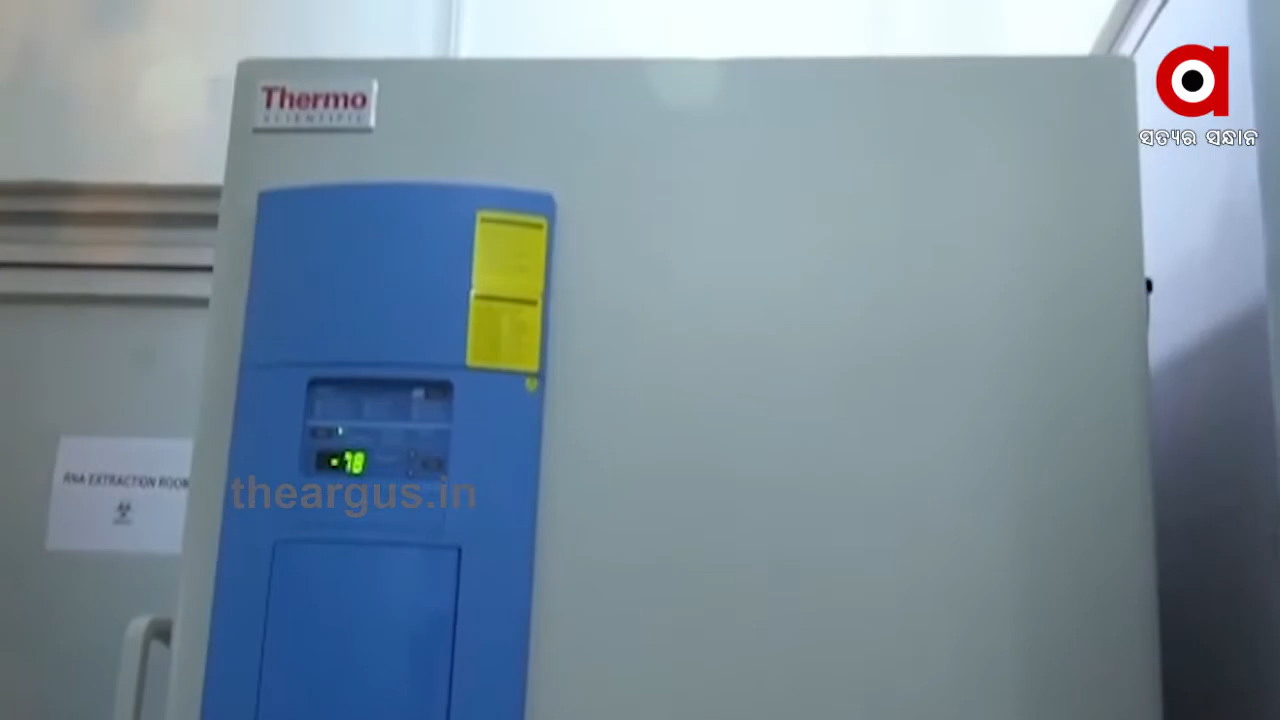 Thermo
SCIENTIFIC
ସତ୍ୟର ସନ୍ଧାନ
-78
RNA EXTRACTION ROOM
theargus.in